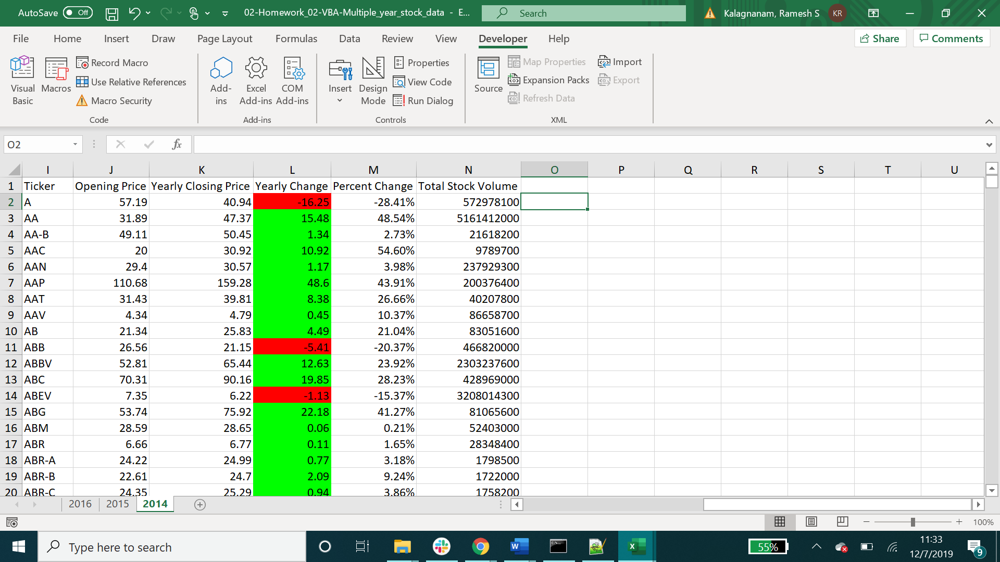 AutoSave Off 02-Homework_02-VBA-Multiple_year_stock_data - E... Search Kalagnanam, Ramesh S KR
File Home Insert Draw Page Layout Formulas Data Review View Developer Help Share Comments
Visual Basic
Macros
Record Macro
Use Relative References
Macro Security
Code
Add-ins
Excel Add-ins
COM Add-ins
Add-ins
Insert
Design Mode
Properties
View Code
Run Dialog
Controls
Source
Map Properties
Expansion Packs
Refresh Data
Import
Export
XML
O2 fx
I J K L M N O P Q R S T U
1 Ticker Opening Price Yearly Closing Price Yearly Change Percent Change Total Stock Volume
2 A 57.19 40.94 -16.25 -28.41% 572978100
3 AA 31.89 47.37 15.48 48.54% 5161412000
4 AA-B 49.11 50.45 1.34 2.73% 21618200
5 AAC 20 30.92 10.92 54.60% 9789700
6 AAN 29.4 30.57 1.17 3.98% 237929300
7 AAP 110.68 159.28 48.6 43.91% 200376400
8 AAT 31.43 39.81 8.38 26.66% 40207800
9 AAV 4.34 4.79 0.45 10.37% 86658700
10 AB 21.34 25.83 4.49 21.04% 83051600
11 ABB 26.56 21.15 -5.41 -20.37% 466820000
12 ABBV 52.81 65.44 12.63 23.92% 2303237600
13 ABC 70.31 90.16 19.85 28.23% 428969000
14 ABEV 7.35 6.22 -1.13 -15.37% 3208014300
15 ABG 53.74 75.92 22.18 41.27% 81065600
16 ABM 28.59 28.65 0.06 0.21% 52403000
17 ABR 6.66 6.77 0.11 1.65% 28348400
18 ABR-A 24.22 24.99 0.77 3.18% 1798500
19 ABR-B 22.61 24.7 2.09 9.24% 1722000
20 ABR-C 24.35 25.29 0.94 3.86% 1758200
2016 2015 2014
100%
Type here to search
55%
11:33
12/7/2019
9